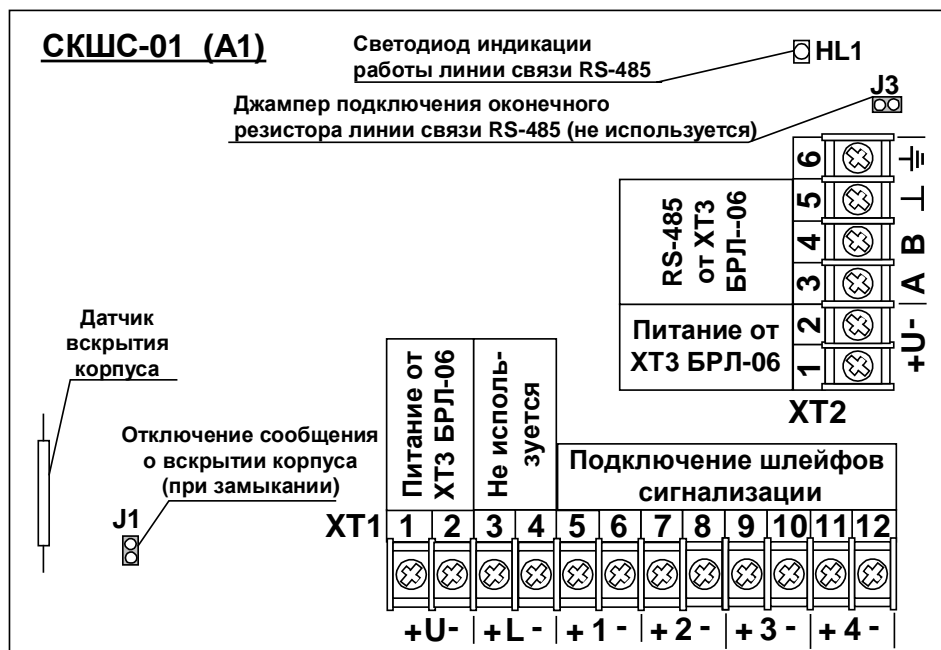 СКШС-01 (А1)
Светодиод индикации
работы линии связи RS-485
HL1
J3
Джампер подключения оконечного
резистора линии связи RS-485 (не используется)
6
5
4
3
2
1
RS-485
от XT3
БРЛ--06
B
A
Питание от
XT3 БРЛ-06
+U-
XT2
Датчик
вскрытия
корпуса
Отключение сообщения
о вскрытии корпуса
(при замыкании)
J1
Питание от
XT3 БРЛ-06
Не исполь-
зуется
Подключение шлейфов
сигнализации
XT1 1 2 3 4 5 6 7 8 9 10 11 12
+U- +L - + 1 - + 2 - + 3 - + 4 -